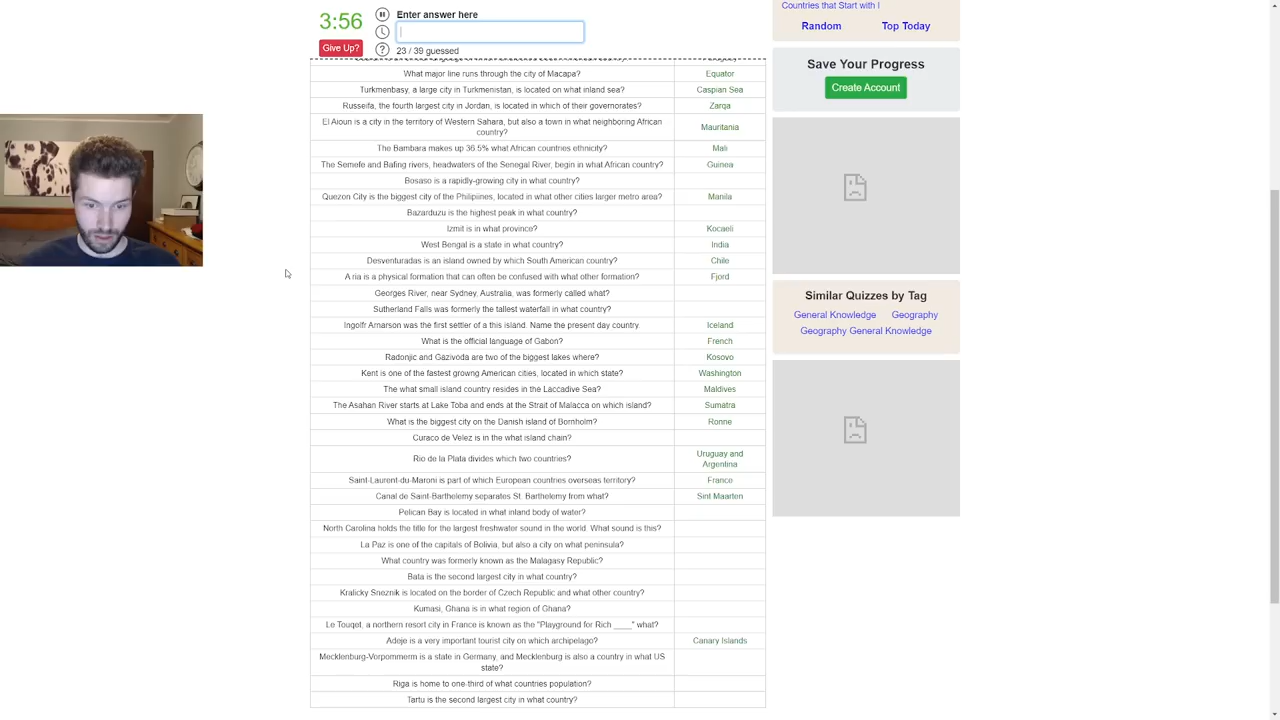 3:56
Give Up?
Enter answer here
23 / 39 guessed
Countries that Start with I
Random
Top Today
Save Your Progress
Create Account
Similar Quizzes by Tag
General Knowledge
Geography
Geography General Knowledge
What major line runs through the city of Macapa?
Equator
Turkmenbasy, a large city in Turkmenistan, is located on what inland sea?
Caspian Sea
Russeifa, the fourth largest city in Jordan, is located in which of their governorates?
Zarqa
El Aioun is a city in the territory of Western Sahara, but also a town in what neighboring African
country?
Mauritania
The Bambara makes up 36.5% what African countries ethnicity?
Mali
The Semefe and Bafing rivers, headwaters of the Senegal River, begin in what African country?
Guinea
Bosaso is a rapidly-growing city in what country?
Quezon City is the biggest city of the Philipiines, located in what other cities larger metro area?
Manila
Bazarduzu is the highest peak in what country?
Izmit is in what province?
Kocaeli
West Bengal is a state in what country?
India
Desventuradas is an island owned by which South American country?
Chile
A ria is a physical formation that can often be confused with what other formation?
Fjord
Georges River, near Sydney, Australia, was formerly called what?
Sutherland Falls was formerly the tallest waterfall in what country?
Ingolfr Arnarson was the first settler of a this island. Name the present day country.
Iceland
What is the official language of Gabon?
French
Radonjic and Gazivoda are two of the biggest lakes where?
Kosovo
Kent is one of the fastest growng American cities, located in which state?
Washington
The what small island country resides in the Laccadive Sea?
Maldives
The Asahan River starts at Lake Toba and ends at the Strait of Malacca on which island?
Sumatra
What is the biggest city on the Danish island of Bornholm?
Ronne
Curaco de Velez is in the what island chain?
Rio de la Plata divides which two countries?
Uruguay and
Argentina
Saint-Laurent-du-Maroni is part of which European countries overseas territory?
France
Canal de Saint-Barthelemy separates St. Barthelemy from what?
Sint Maarten
Pelican Bay is located in what inland body of water?
North Carolina holds the title for the largest freshwater sound in the world. What sound is this?
La Paz is one of the capitals of Bolivia, but also a city on what peninsula?
What country was formerly known as the Malagasy Republic?
Bata is the second largest city in what country?
Kralicky Sneznik is located on the border of Czech Republic and what other country?
Kumasi, Ghana is in what region of Ghana?
Le Touqet, a northern resort city in France is known as the "Playground for Rich ____" what?
Adeje is a very important tourist city on which archipelago?
Canary Islands
Mecklenburg-Vorpommerm is a state in Germany, and Mecklenburg is also a country in what US
state?
Riga is home to one-third of what countries population?
Tartu is the second largest city in what country?